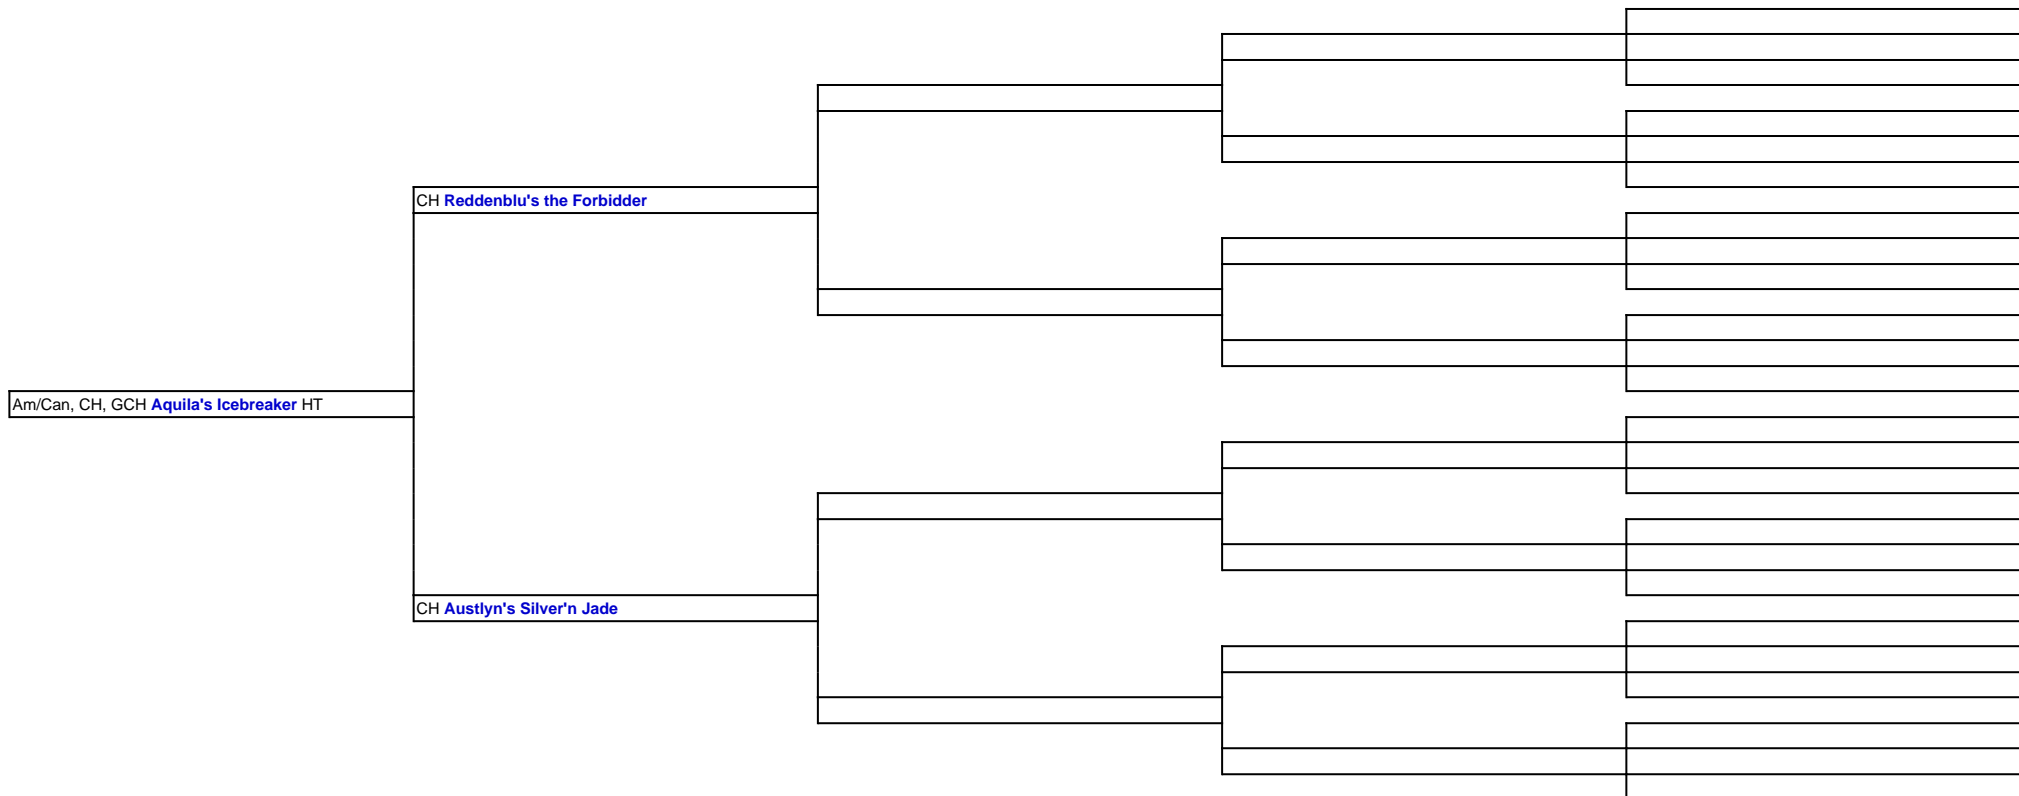 CH Reddenblu's the Forbidder
Am/Can, CH, GCH Aquila's Icebreaker HT
CH Austlyn's Silver'n Jade